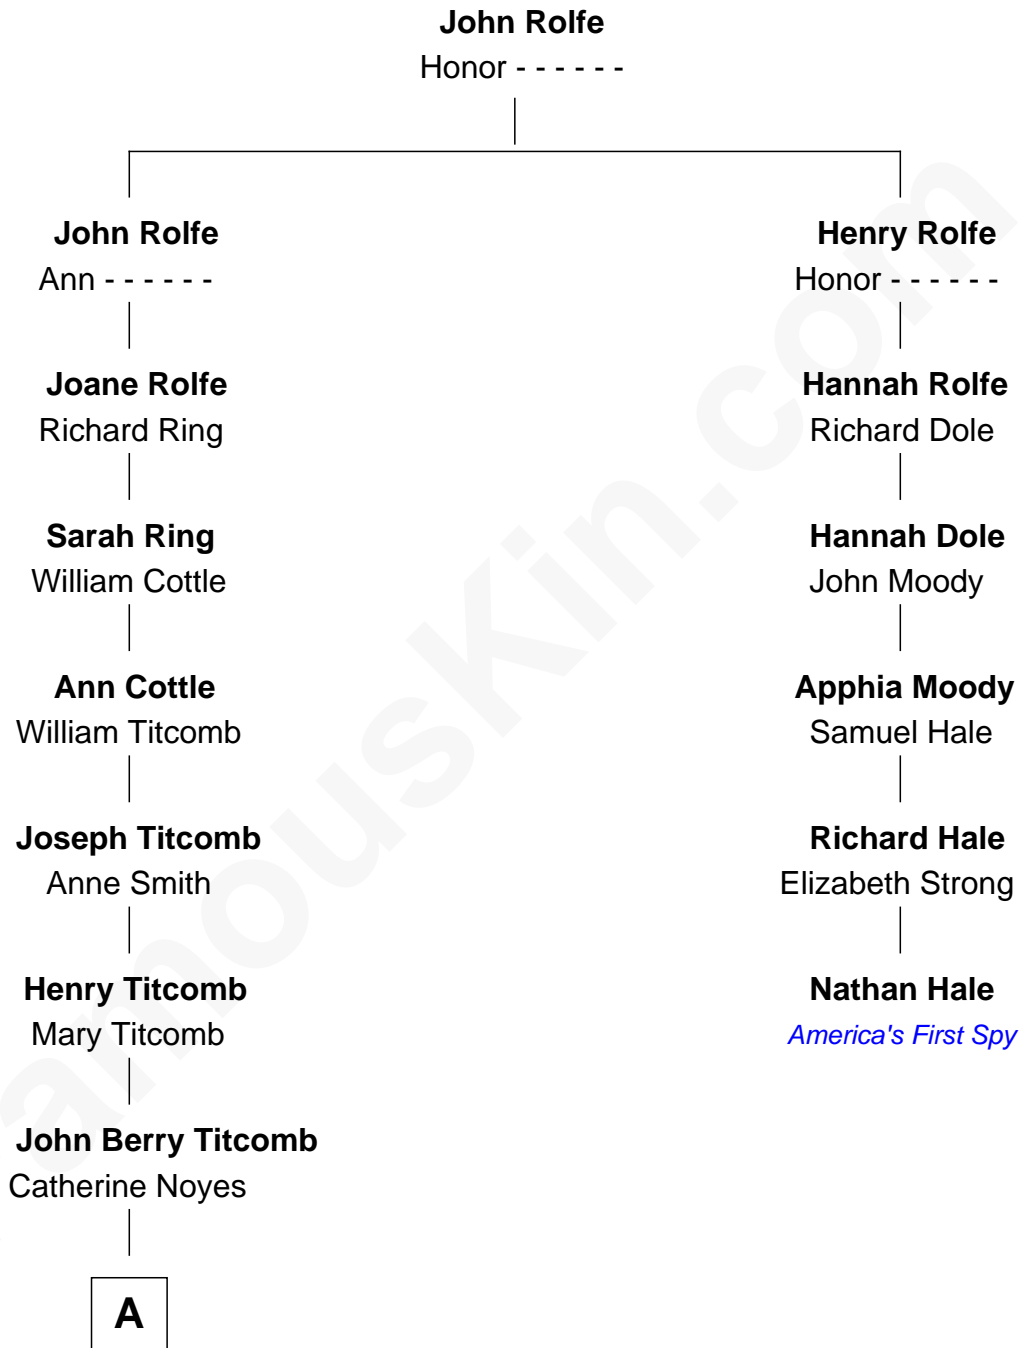 John Rolfe
Honor - - - - - -
John Rolfe
Ann - - - - - -
Henry Rolfe
Honor - - - - - -
Joane Rolfe
Richard Ring
Hannah Rolfe
Richard Dole
Sarah Ring
William Cottle
Hannah Dole
John Moody
Ann Cottle
William Titcomb
Apphia Moody
Samuel Hale
Joseph Titcomb
Anne Smith
Richard Hale
Elizabeth Strong
Henry Titcomb
Mary Titcomb
Nathan Hale
America's First Spy
John Berry Titcomb
Catherine Noyes
A
amouskin.com